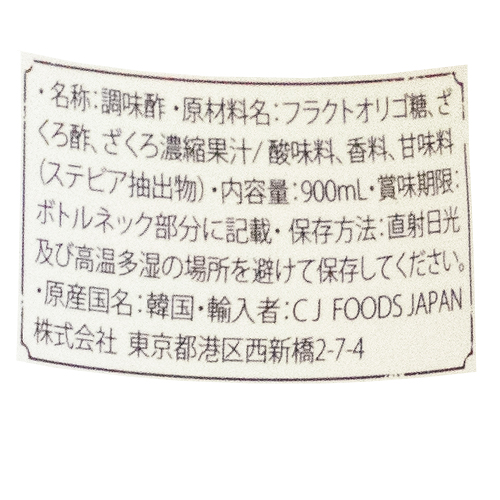 ・名称:調味酢・原材料名:フラクトオリゴ糖、ざ
くろ酢、ざくろ濃縮果汁/酸味料、香料、甘味料
(ステビア抽出物)・内容量:900mL・賞味期限:
ボトルネック部分に記載・保存方法:直射日光
及び高温多湿の場所を避けて保存してください。
・原産国名:韓国・輸入者:CJ FOODS JAPAN
株式会社 東京都港区西新橋2-7-4